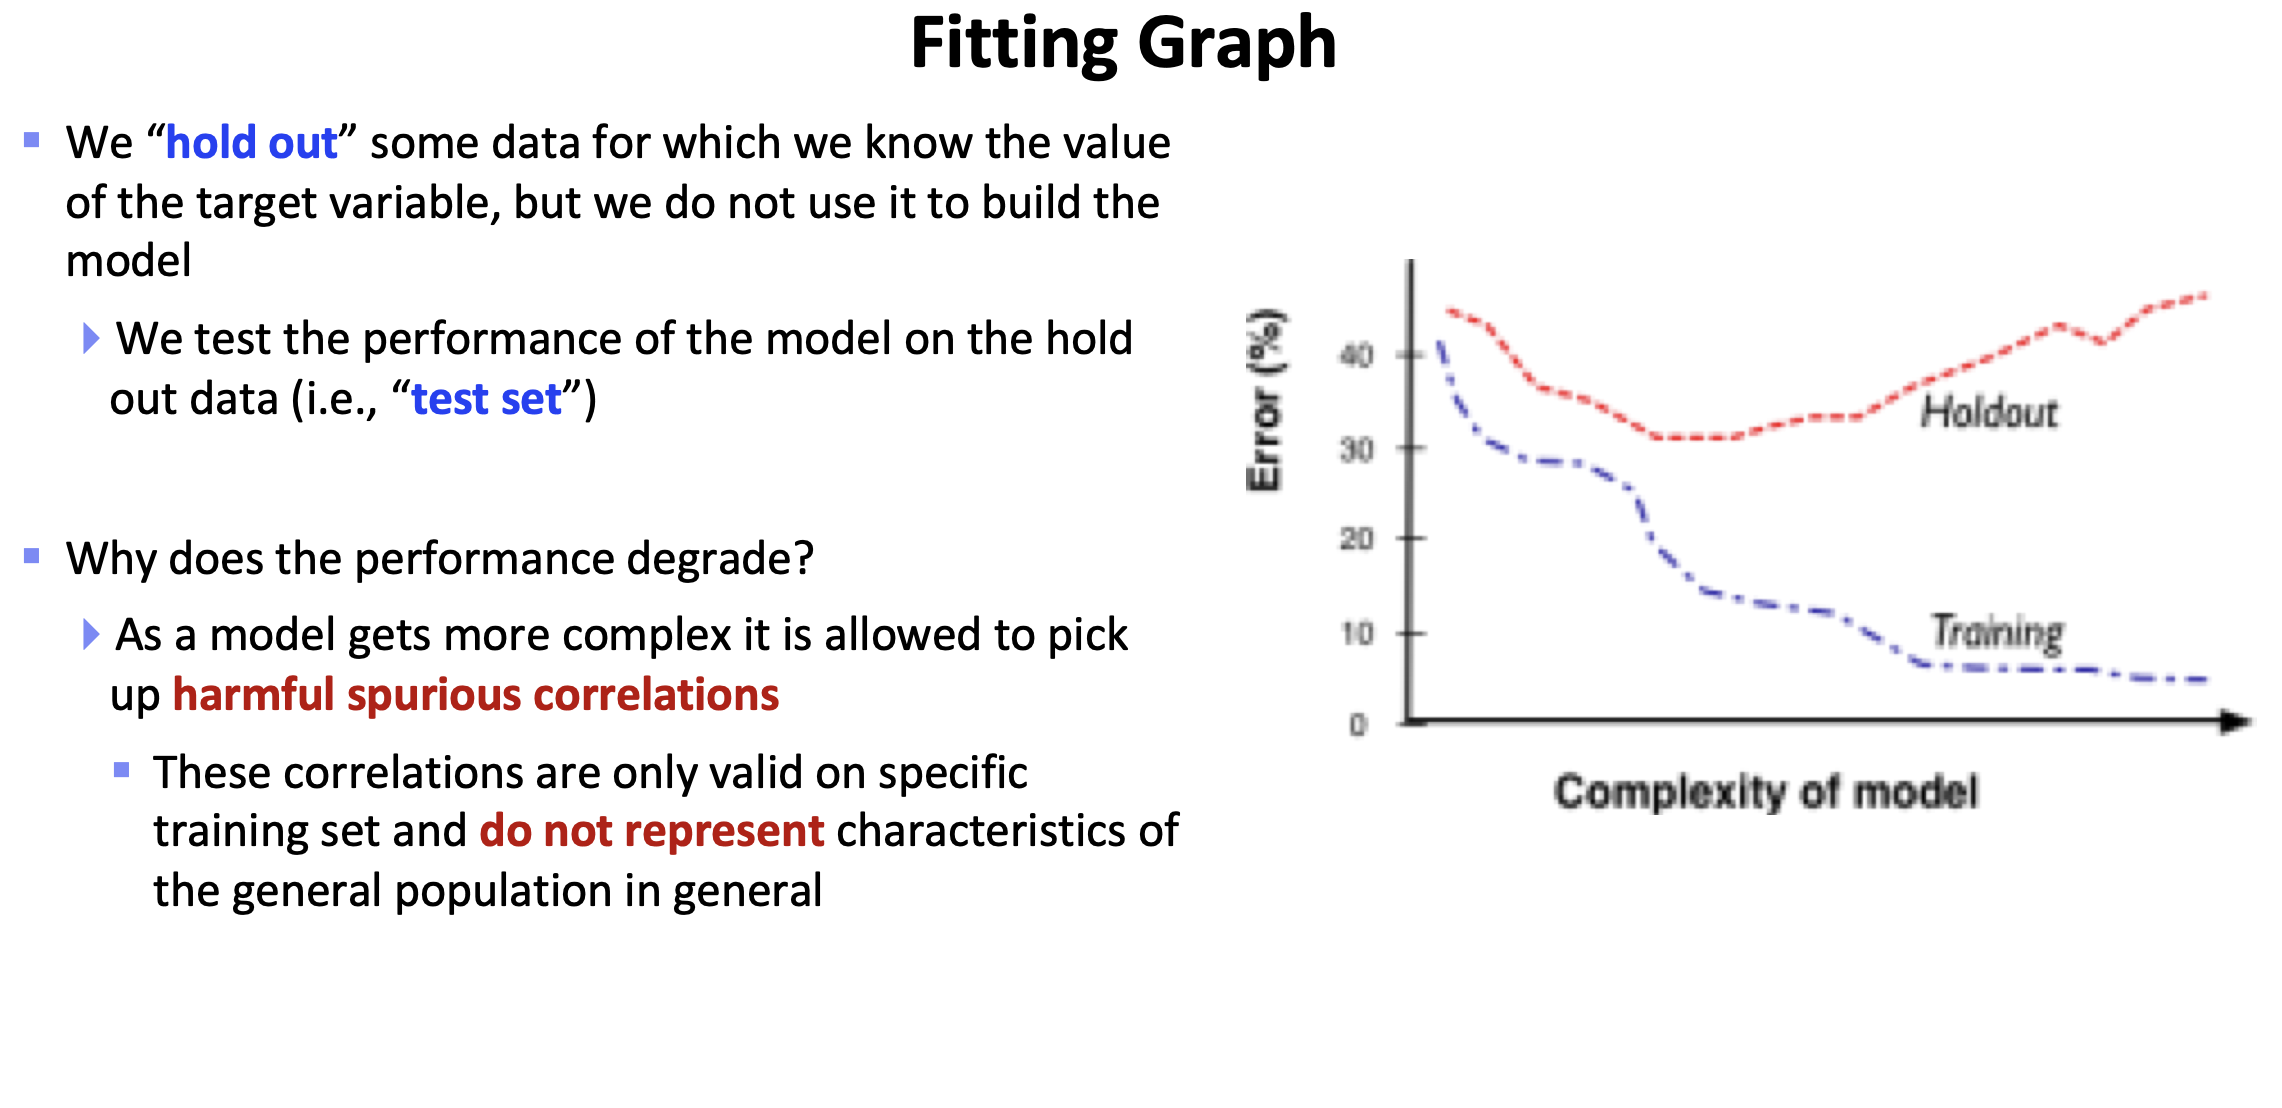 Fitting Graph
We “hold out” some data for which we know the value
of the target variable, but we do not use it to build the
model
We test the performance of the model on the hold
out data (i.e., “test set”)
Why does the performance degrade?
As a model gets more complex it is allowed to pick
up harmful spurious correlations
These correlations are only valid on specific
training set and do not represent characteristics of
the general population in general
Error (%)
40
30
20
10
0
Holdout
Training
Complexity of model